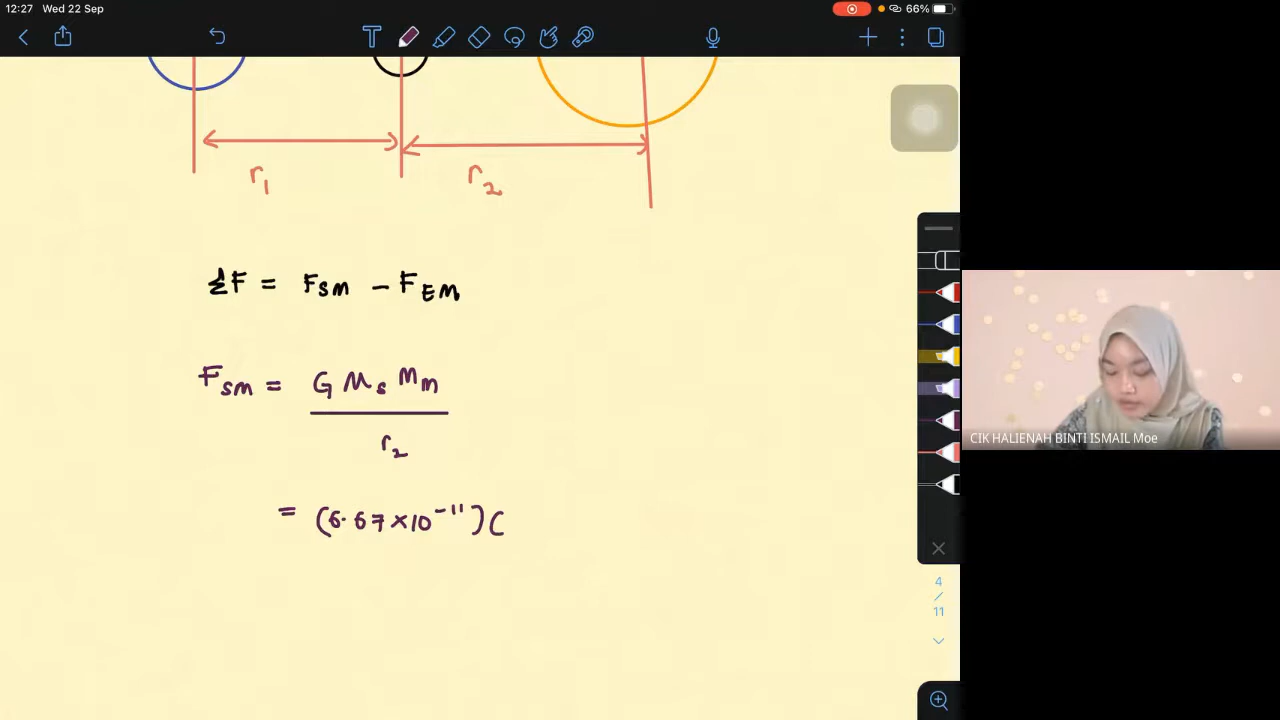 12:27 Wed 22 Sep
66%
r1
r2
ΣF = FSM - FEM
FSM = G MS Mm
r2
= (6.67×10⁻¹¹)(
4
/
11
CIK HALIENAH BINTI ISMAIL Moe